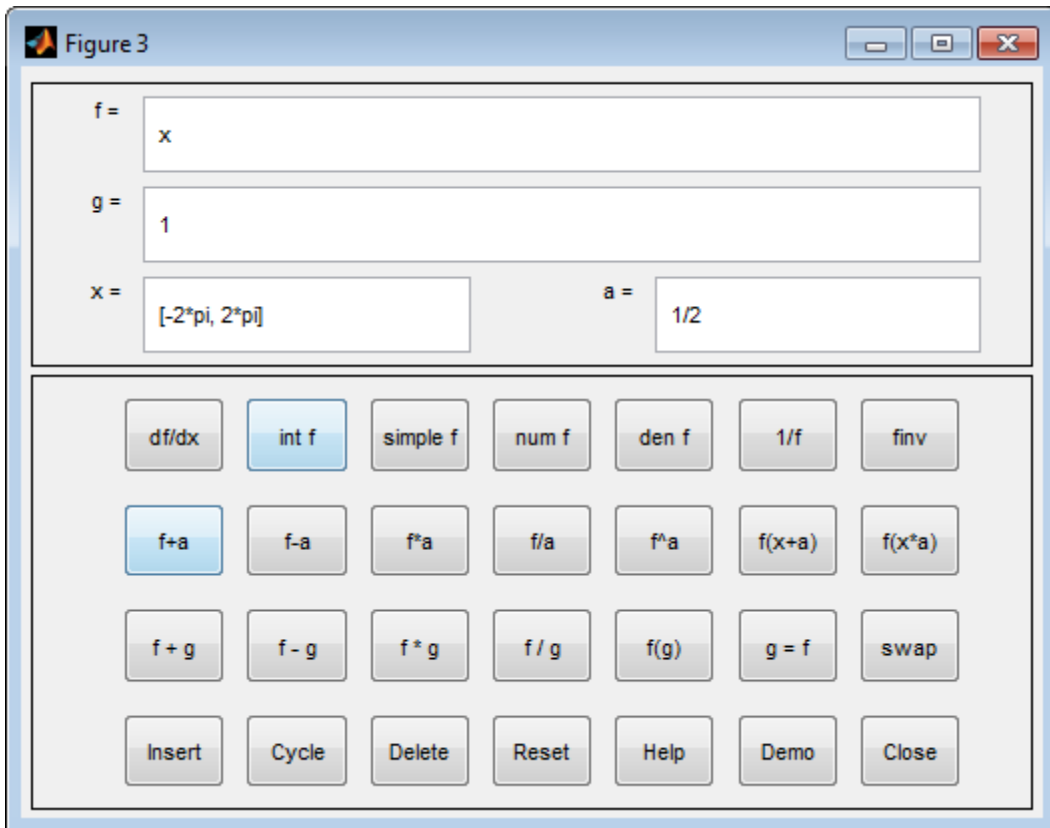 Figure 3
f =
x
g =
1
x =
[-2*pi, 2*pi]
a =
1/2
df/dx int f simple f num f den f 1/f finv
f+a f-a f*a f/a f^a f(x+a) f(x*a)
f + g f - g f * g f / g f(g) g = f swap
Insert Cycle Delete Reset Help Demo Close